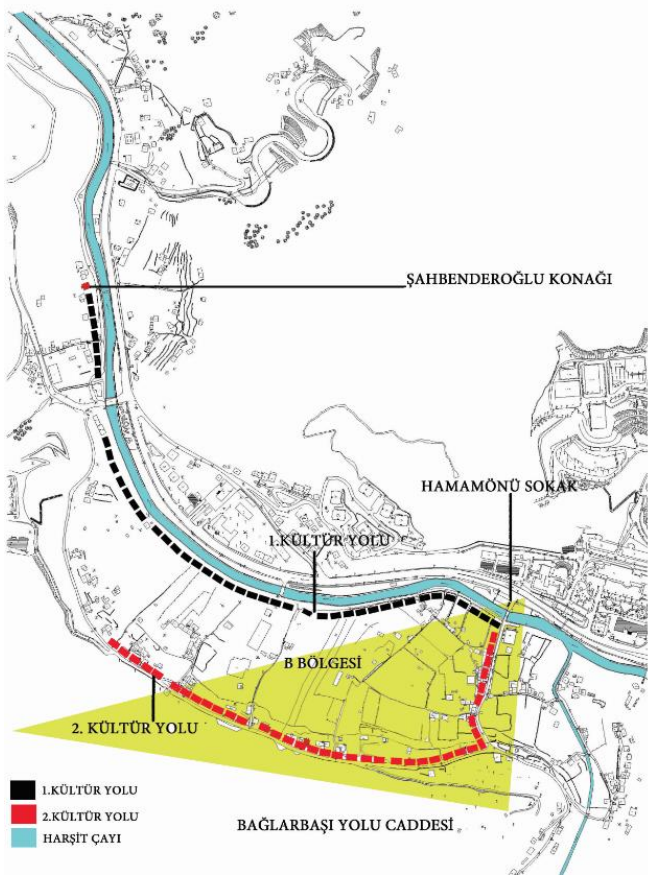 ŞAHBENDEROĞLU KONAĞI
HAMAMÖNÜ SOKAK
1.KÜLTÜR YOLU
B BÖLGESİ
2. KÜLTÜR YOLU
1.KÜLTÜR YOLU
2.KÜLTÜR YOLU
HARŞİT ÇAYI
BAĞLARBAŞI YOLU CADDESİ